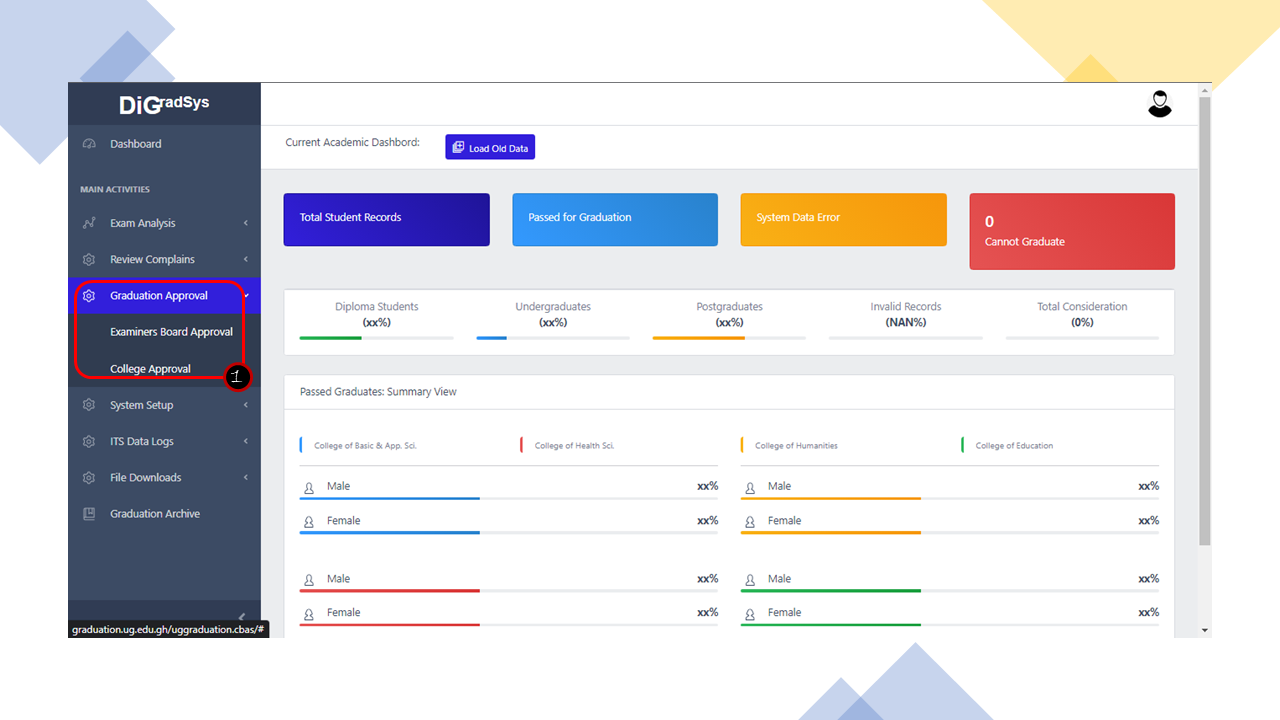 DiGradSys
Dashboard
MAIN ACTIVITIES
Exam Analysis
Review Complains
Graduation Approval
Examiners Board Approval
College Approval
1
System Setup
ITS Data Logs
File Downloads
Graduation Archive
graduation.ug.edu.gh/uggraduation.cbas/#
Current Academic Dashbord:
Load Old Data
Total Student Records
Passed for Graduation
System Data Error
0
Cannot Graduate
Diploma Students
(xx%)
Undergraduates
(xx%)
Postgraduates
(xx%)
Invalid Records
(NAN%)
Total Consideration
(0%)
Passed Graduates: Summary View
College of Basic & App. Sci.
College of Health Sci.
College of Humanities
College of Education
Male xx%
Female xx%
Male xx%
Female xx%
Male xx%
Female xx%
Male xx%
Female xx%